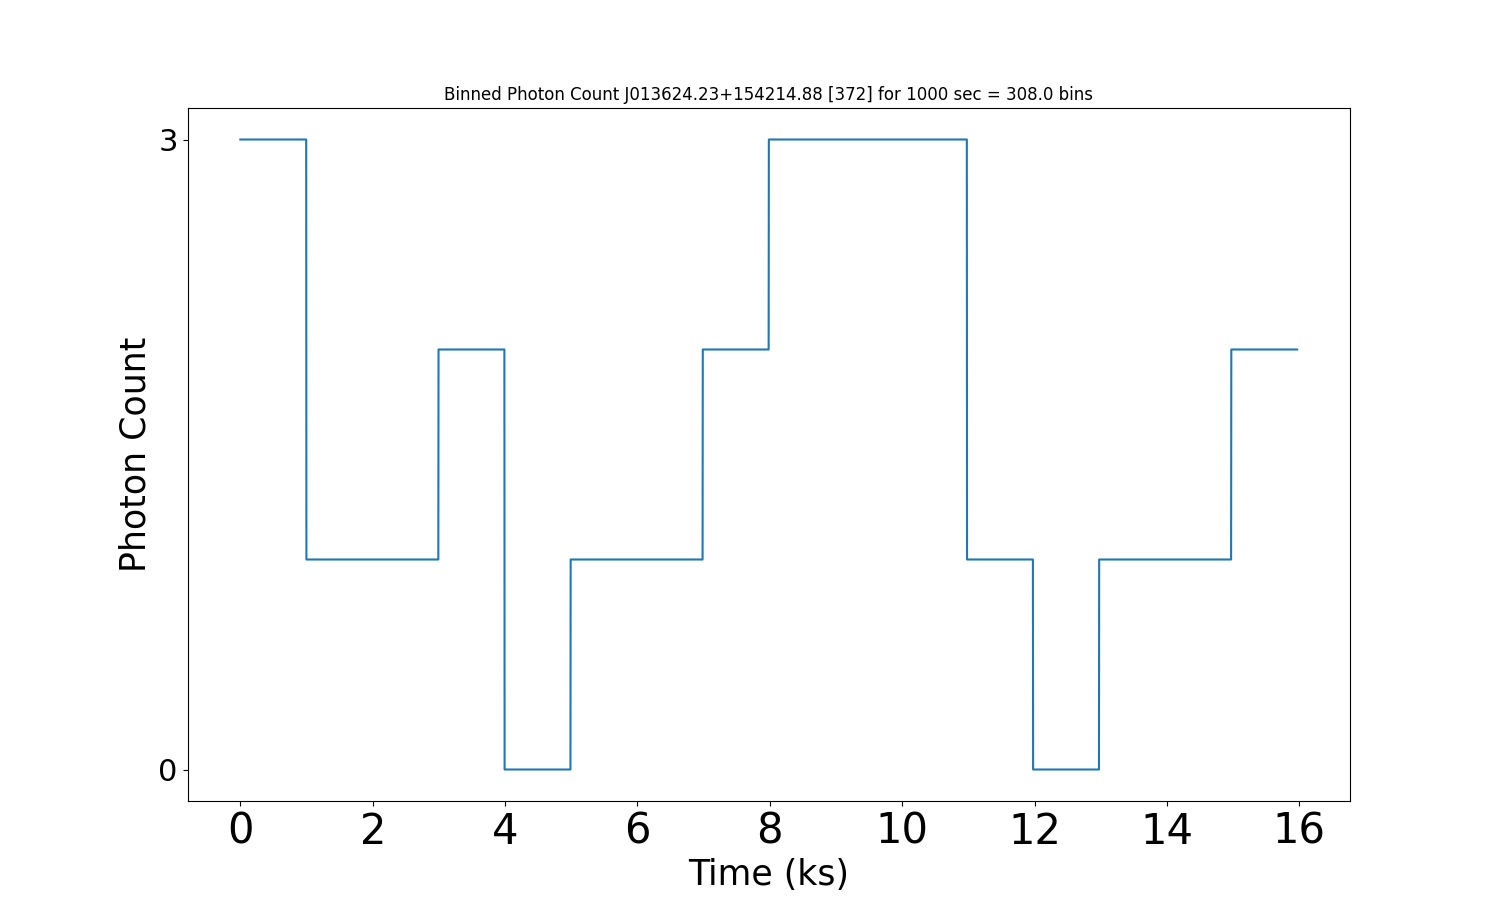 Binned Photon Count J013624.23+154214.88 [372] for 1000 sec = 308.0 bins
3
Photon Count
0
0 2 4 6 8 10 12 14 16
Time (ks)